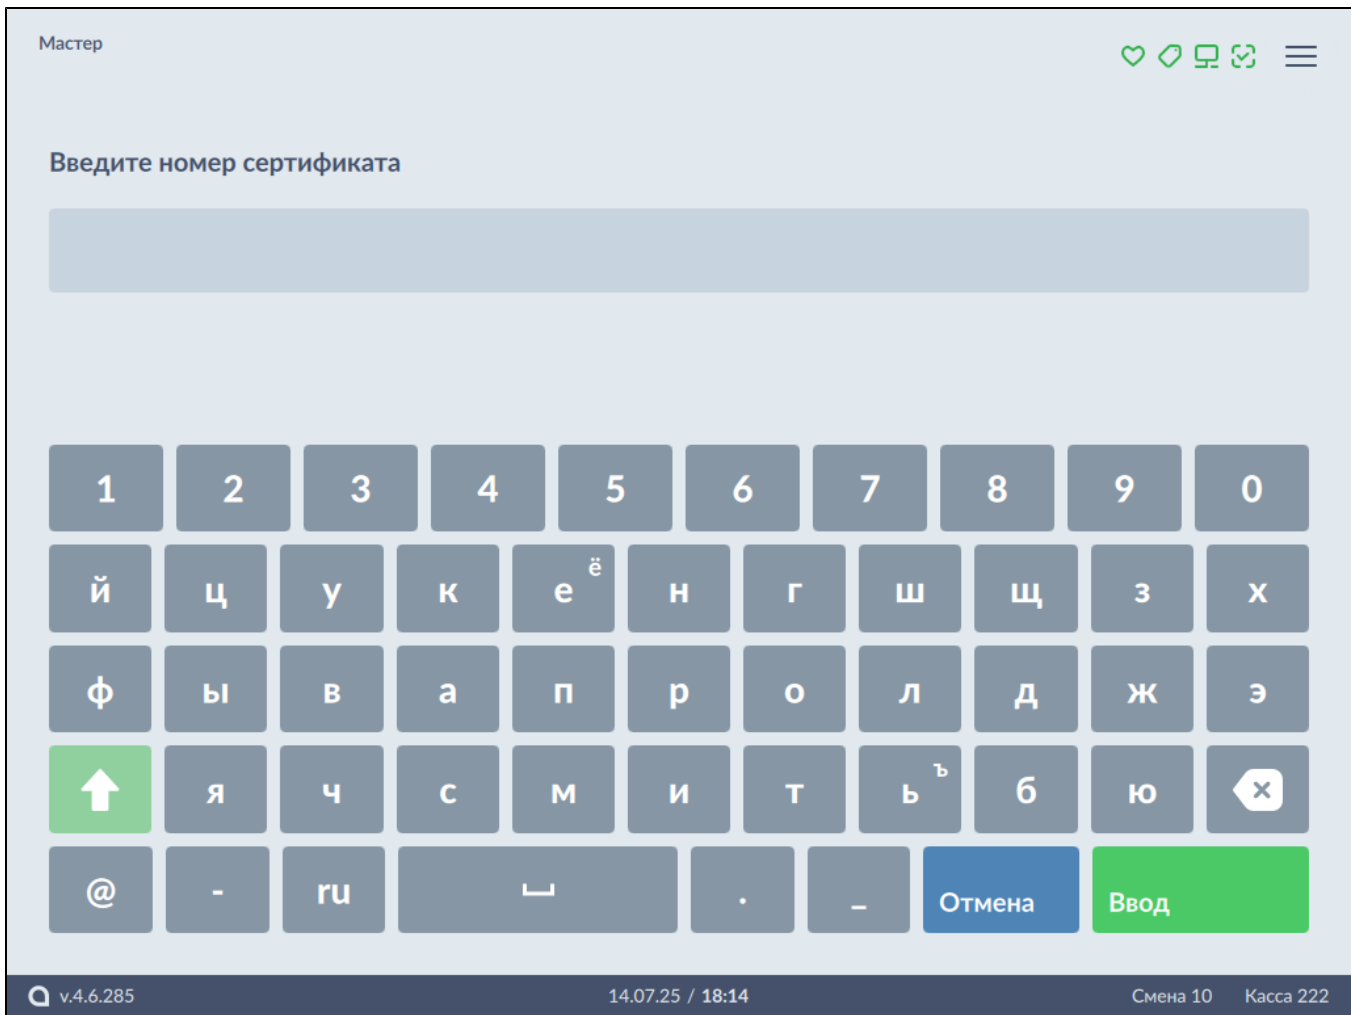 Мастер
Введите номер сертификата
1 2 3 4 5 6 7 8 9 0
й ц у к е ё н г ш щ з х
ф ы в а п р о л д ж э
я ч с м и т ь ъ б ю
@ - ru . _ Отмена Ввод
v.4.6.285 14.07.25 / 18:14 Смена 10 Касса 222